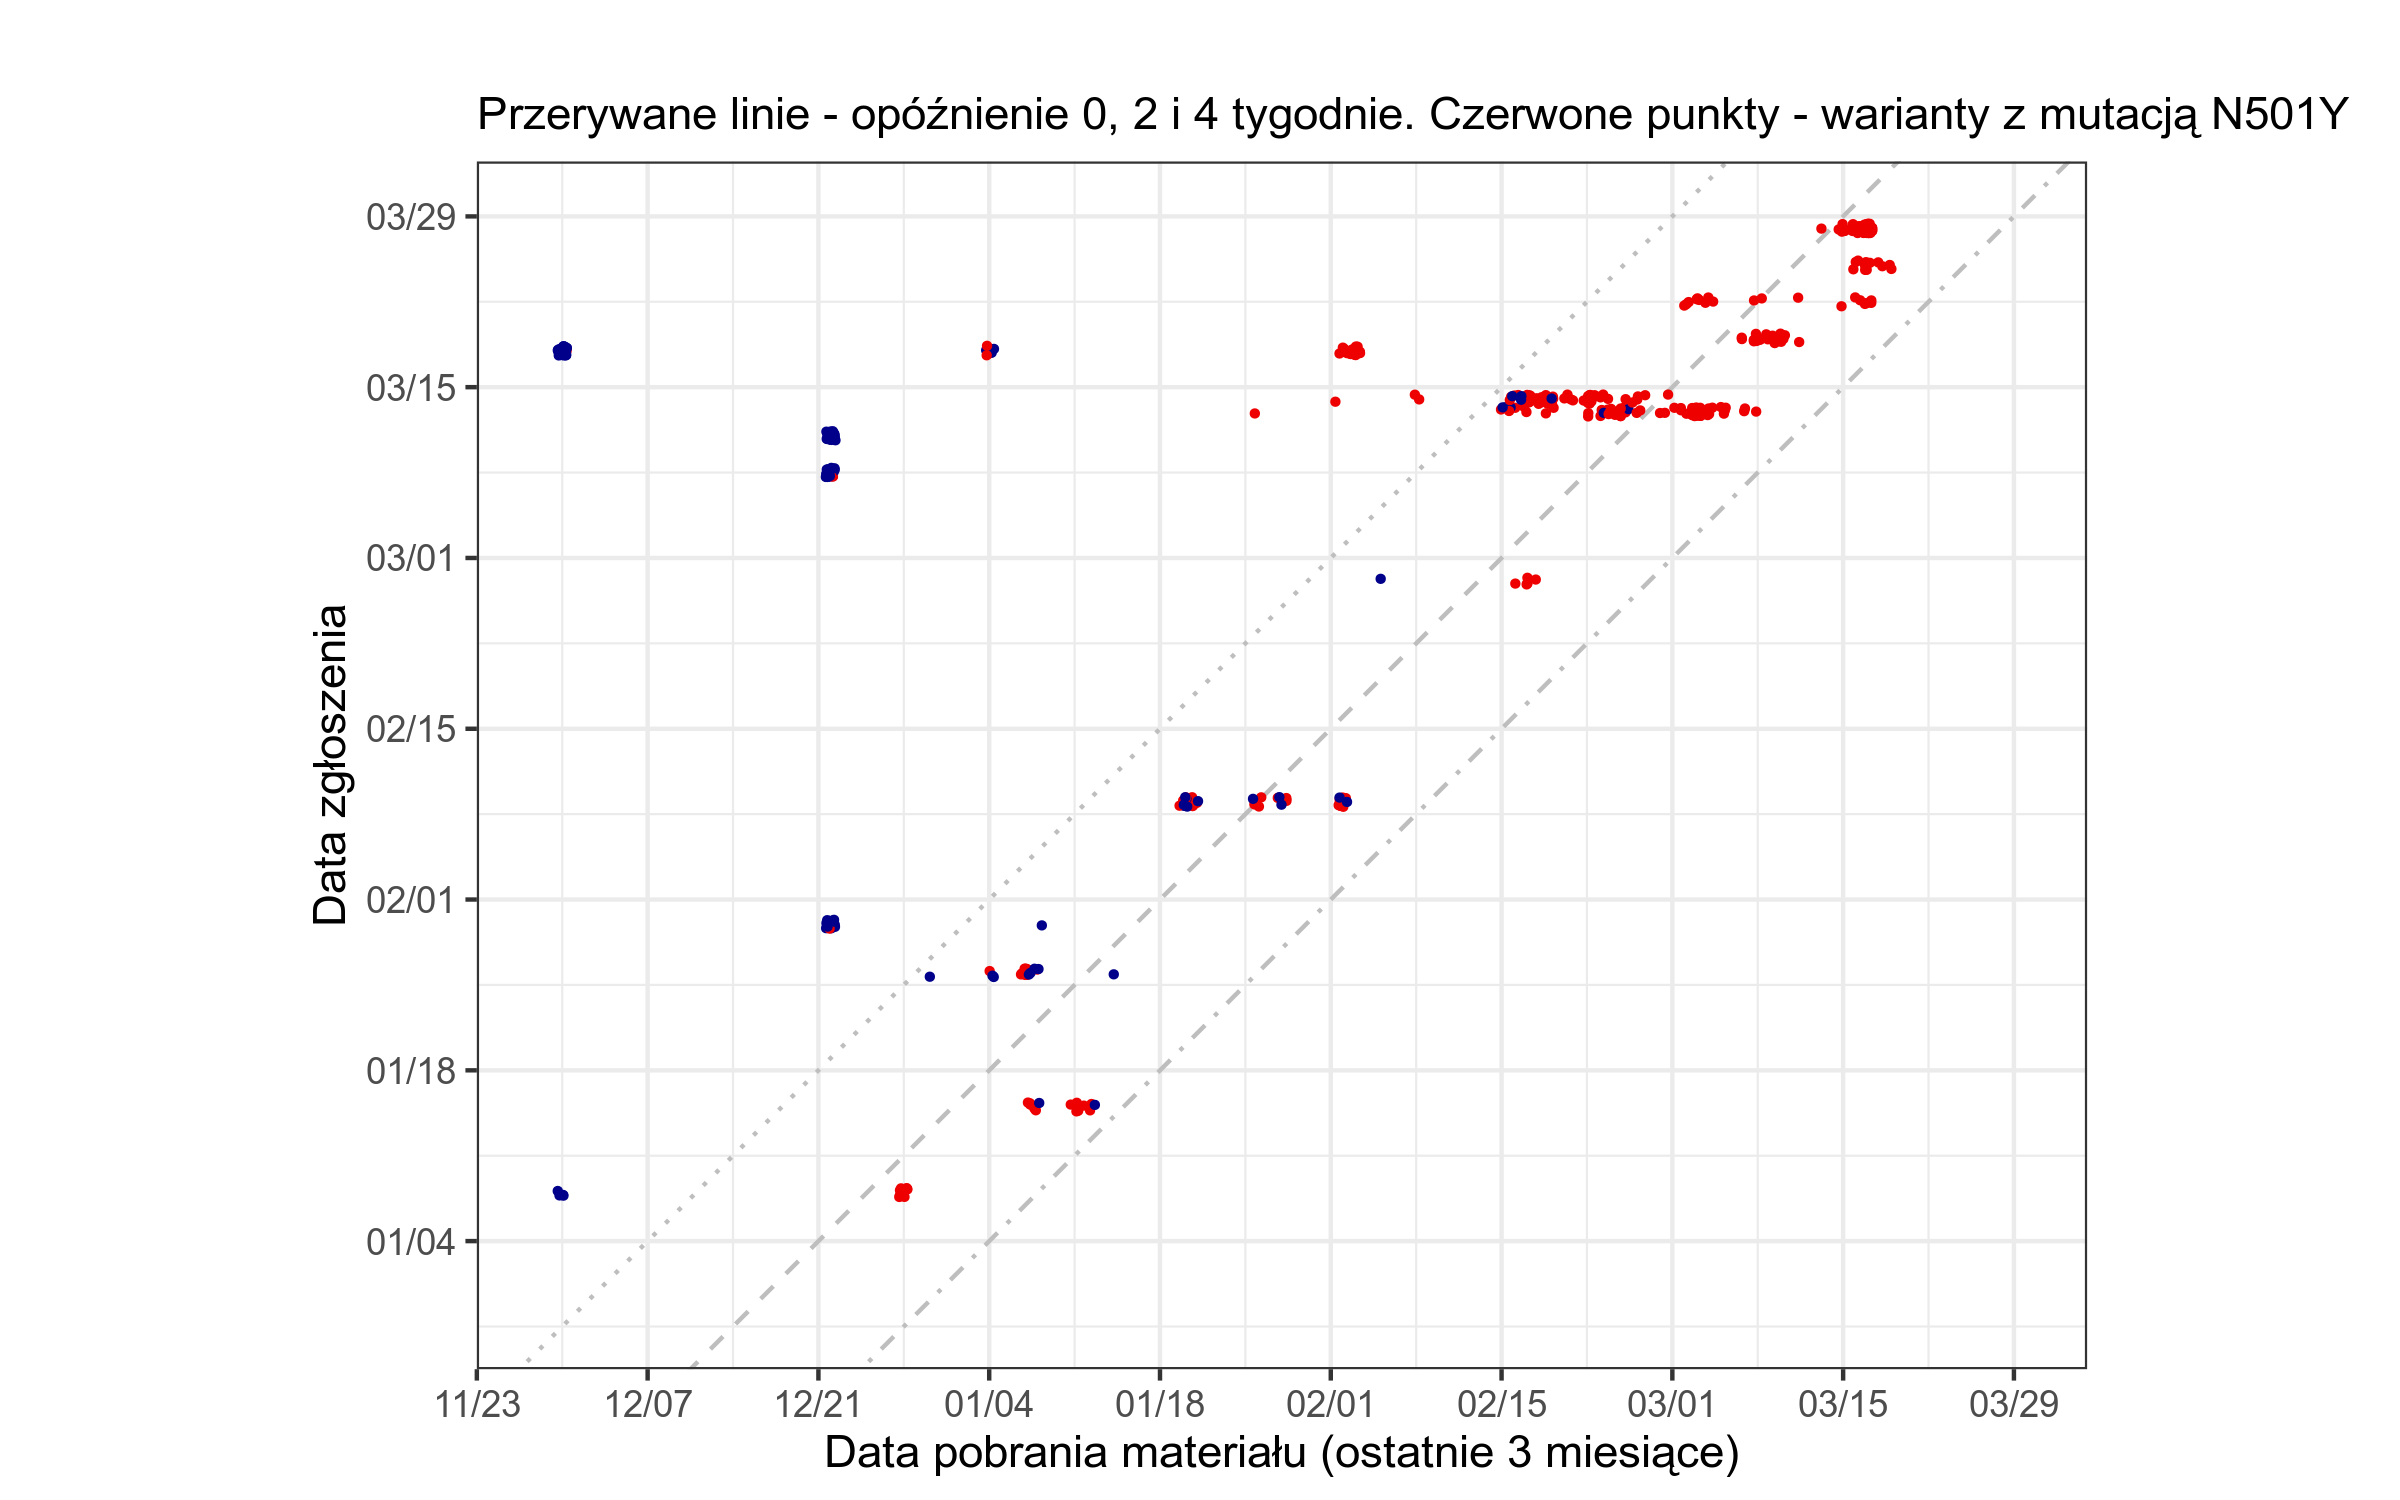 Przerywane linie - opóźnienie 0, 2 i 4 tygodnie. Czerwone punkty - warianty z mutacją N501Y
Data zgłoszenia
03/29
03/15
03/01
02/15
02/01
01/18
01/04
11/23 12/07 12/21 01/04 01/18 02/01 02/15 03/01 03/15 03/29
Data pobrania materiału (ostatnie 3 miesiące)